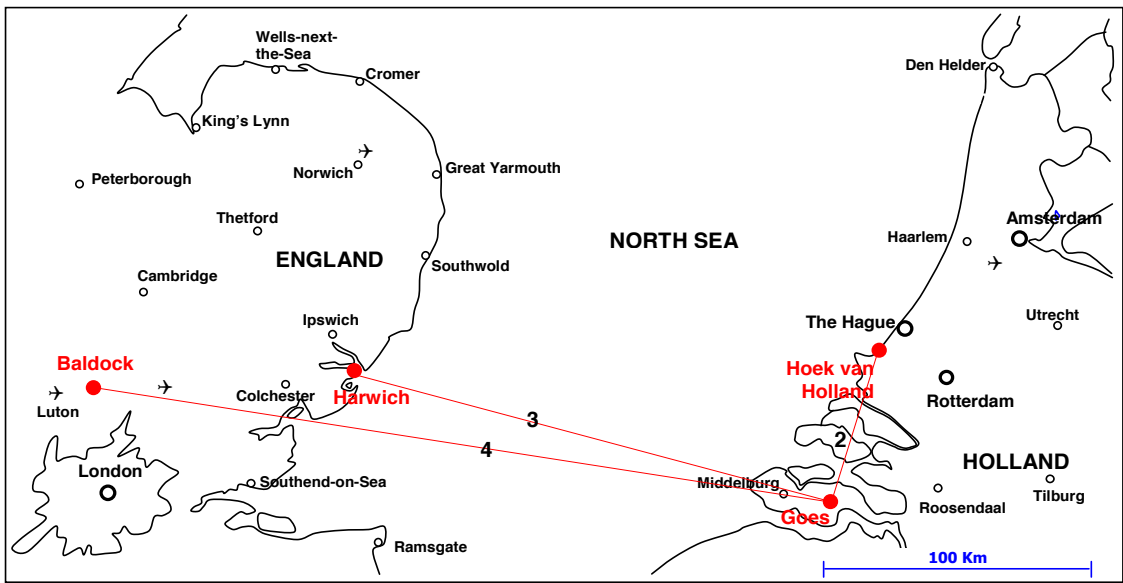 Wells-next-
the-Sea
Cromer
Den Helder
King's Lynn
Norwich
Great Yarmouth
Peterborough
Thetford
Amsterdam
Haarlem
NORTH SEA
ENGLAND
Southwold
Cambridge
Ipswich
The Hague
Utrecht
Baldock
Hoek van
Holland
Luton
Colchester
Harwich
Rotterdam
3
4
2
London
HOLLAND
Southend-on-Sea
Middelburg
Tilburg
Goes
Roosendaal
Ramsgate
100 Km